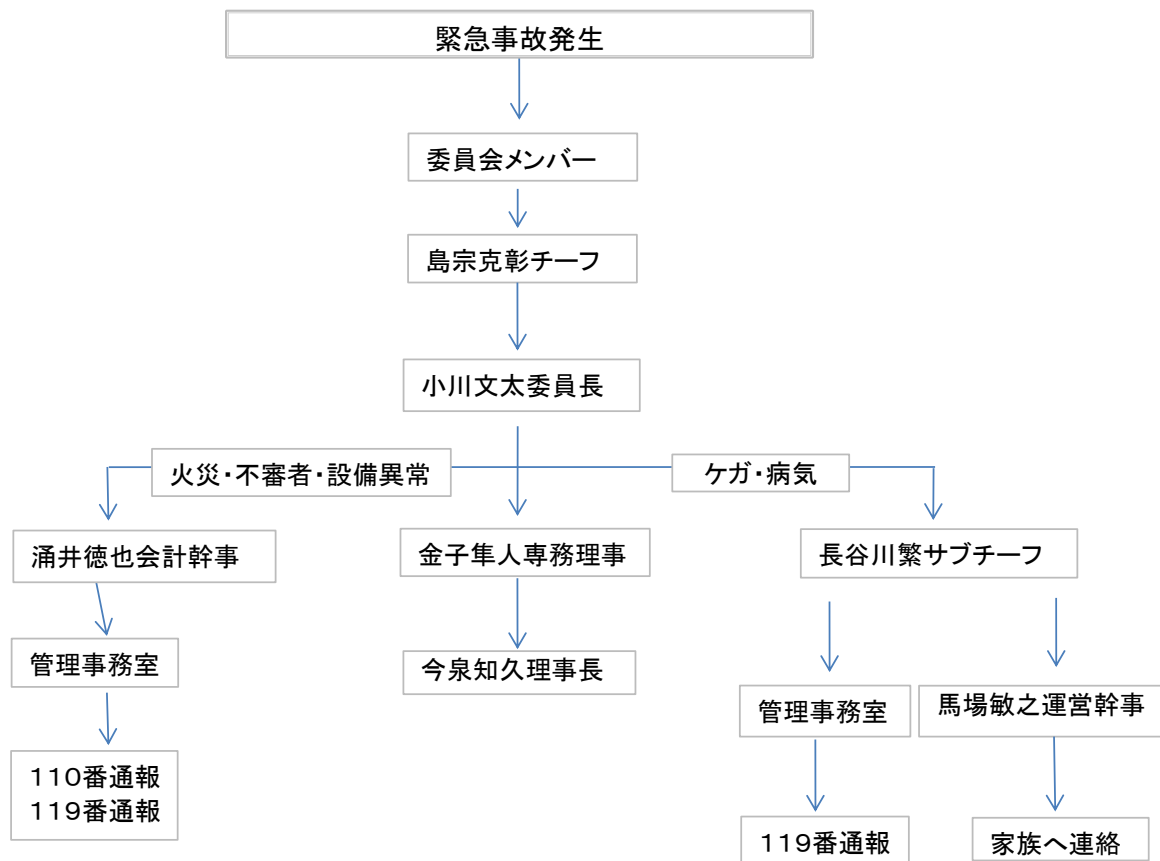 緊急事故発生
委員会メンバー
島宗克彰チーフ
小川文太委員長
火災・不審者・設備異常
ケガ・病気
涌井徳也会計幹事
金子隼人専務理事
長谷川繁サブチーフ
管理事務室
今泉知久理事長
管理事務室
馬場敏之運営幹事
110番通報
119番通報
119番通報
家族へ連絡